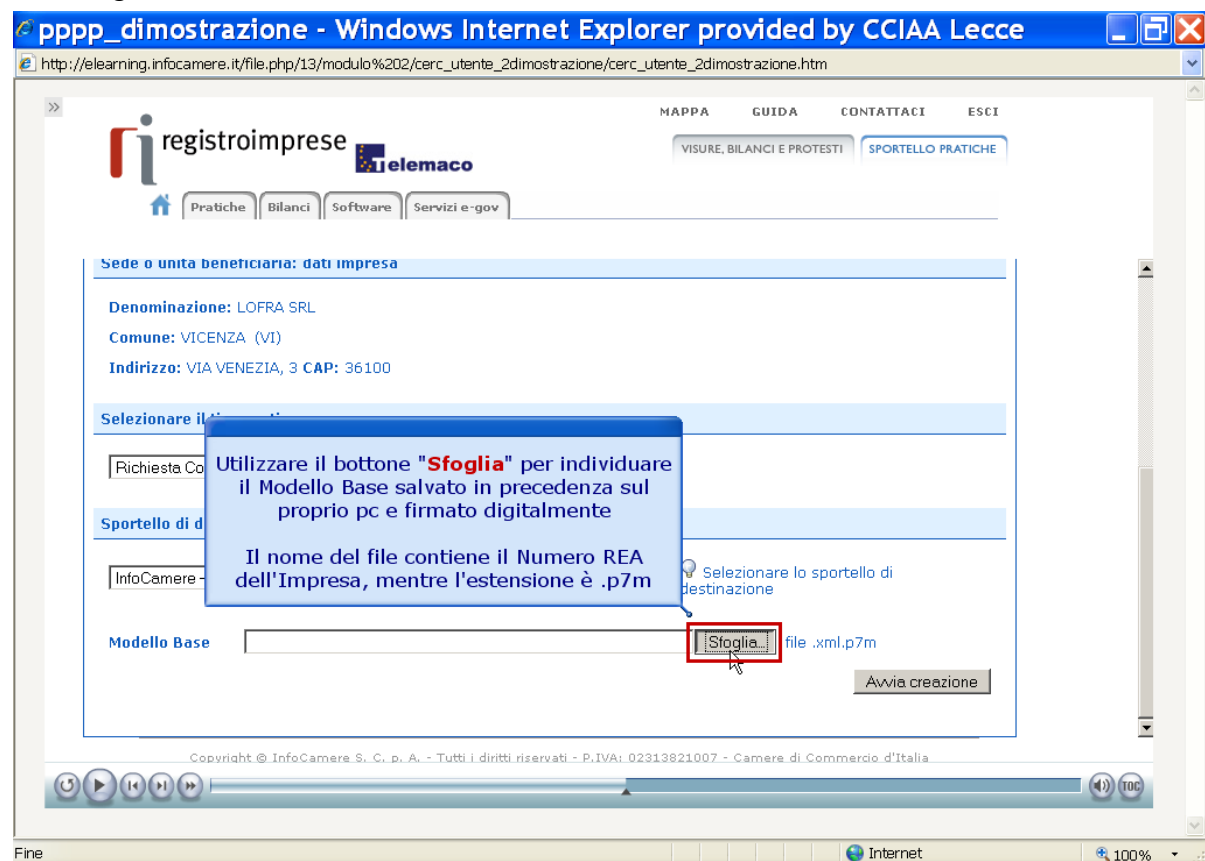 pppp_dimostrazione - Windows Internet Explorer provided by CCIAA Lecce
http://elearning.infocamere.it/file.php/13/modulo%202/cerc_utente_2dimostrazione/cerc_utente_2dimostrazione.htm
MAPPA GUIDA CONTATTACI ESCI
registroimprese
Telemaco
VISURE, BILANCI E PROTESTI SPORTELLO PRATICHE
Pratiche Bilanci Software Servizi e-gov
Sede o unità beneficiaria: dati impresa
Denominazione: LOFRA SRL
Comune: VICENZA (VI)
Indirizzo: VIA VENEZIA, 3 CAP: 36100
Selezionare il
Richiesta Co
Utilizzare il bottone "Sfoglia" per individuare
il Modello Base salvato in precedenza sul
proprio pc e firmato digitalmente
Il nome del file contiene il Numero REA
dell'Impresa, mentre l'estensione è .p7m
Sportello di d
InfoCamere -
Selezionare lo sportello di
destinazione
Modello Base Sfoglia... file .xml.p7m
Avvia creazione
Copyright © InfoCamere S. C. p. A. - Tutti i diritti riservati - P.IVA: 02313821007 - Camere di Commercio d'Italia
TOC
Fine Internet 100%